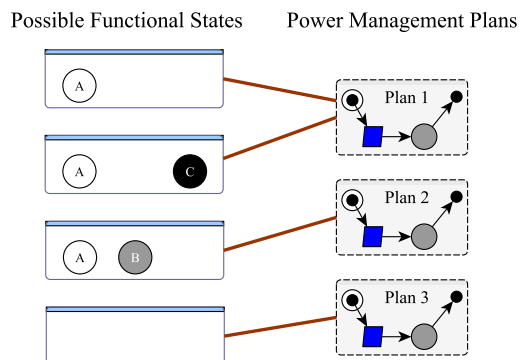 Possible Functional States
Power Management Plans
A
Plan 1
A
C
Plan 2
A
B
Plan 3